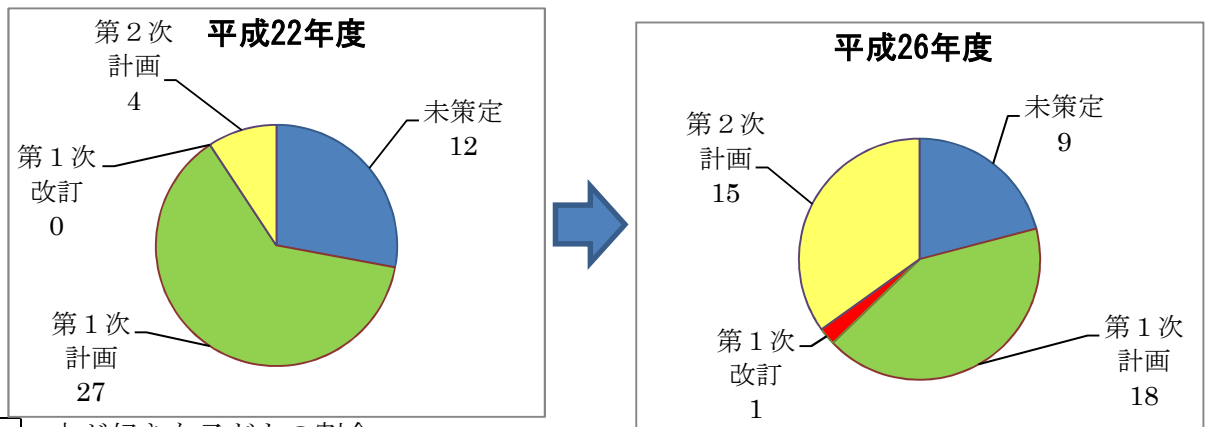 平成22年度
第２次
計画
4
未策定
12
第１次
改訂
0
第１次
計画
27
平成26年度
第２次
計画
15
未策定
9
第１次
改訂
1
第１次
計画
18